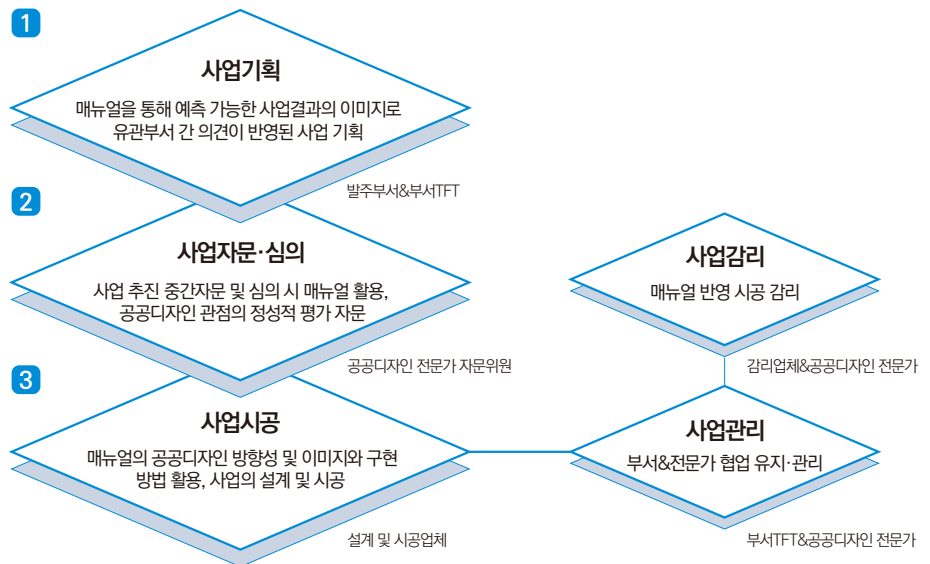 1
사업기획
매뉴얼을 통해 예측 가능한 사업결과의 이미지로
유관부서 간 의견이 반영된 사업 기획
발주부서&부서TFT
2
사업자문·심의
사업 추진 중간자문 및 심의 시 매뉴얼 활용,
공공디자인 관점의 정성적 평가 자문
공공디자인 전문가 자문위원
사업감리
매뉴얼 반영 시공 감리
감리업체&공공디자인 전문가
3
사업시공
매뉴얼의 공공디자인 방향성 및 이미지와 구현
방법 활용, 사업의 설계 및 시공
설계 및 시공업체
사업관리
부서&전문가 협업 유지·관리
부서TFT&공공디자인 전문가